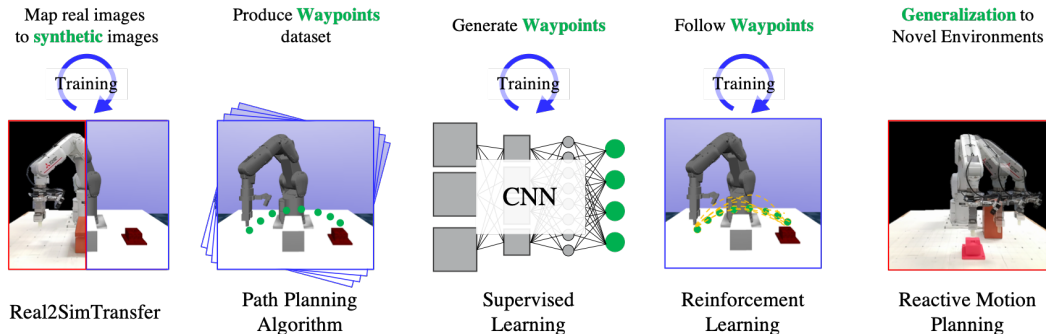 Map real images
to synthetic images
Training
Real2SimTransfer
Produce Waypoints
dataset
Path Planning
Algorithm
Generate Waypoints
Training
CNN
Supervised
Learning
Follow Waypoints
Training
Reinforcement
Learning
Generalization to
Novel Environments
Reactive Motion
Planning